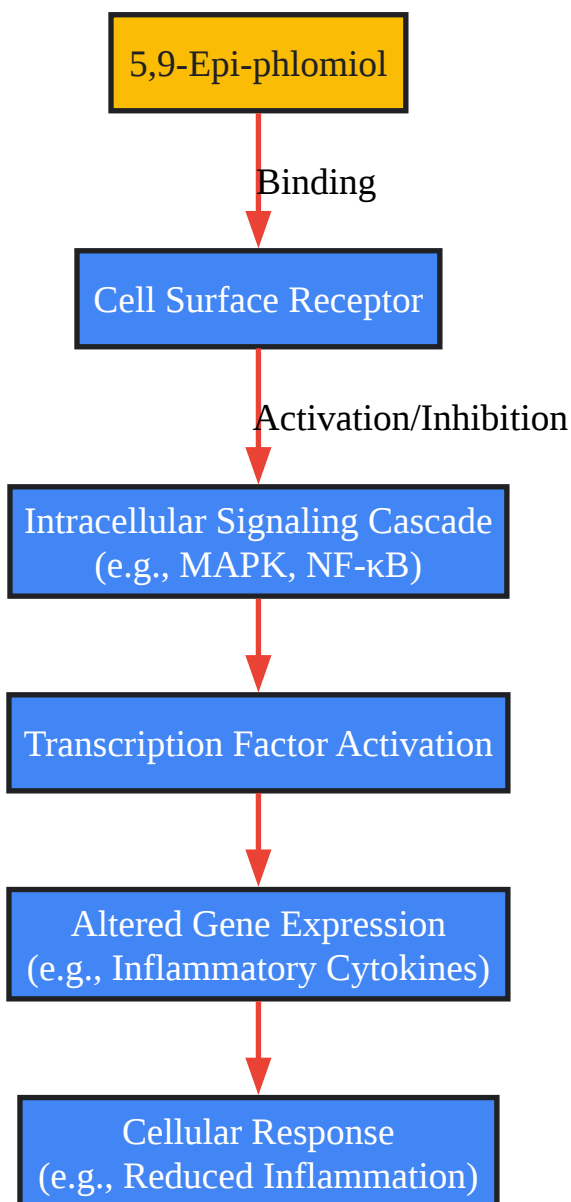 5,9-Epi-phlomiol
Binding
Cell Surface Receptor
Activation/Inhibition
Intracellular Signaling Cascade
(e.g., MAPK, NF-κB)
Transcription Factor Activation
Altered Gene Expression
(e.g., Inflammatory Cytokines)
Cellular Response
(e.g., Reduced Inflammation)